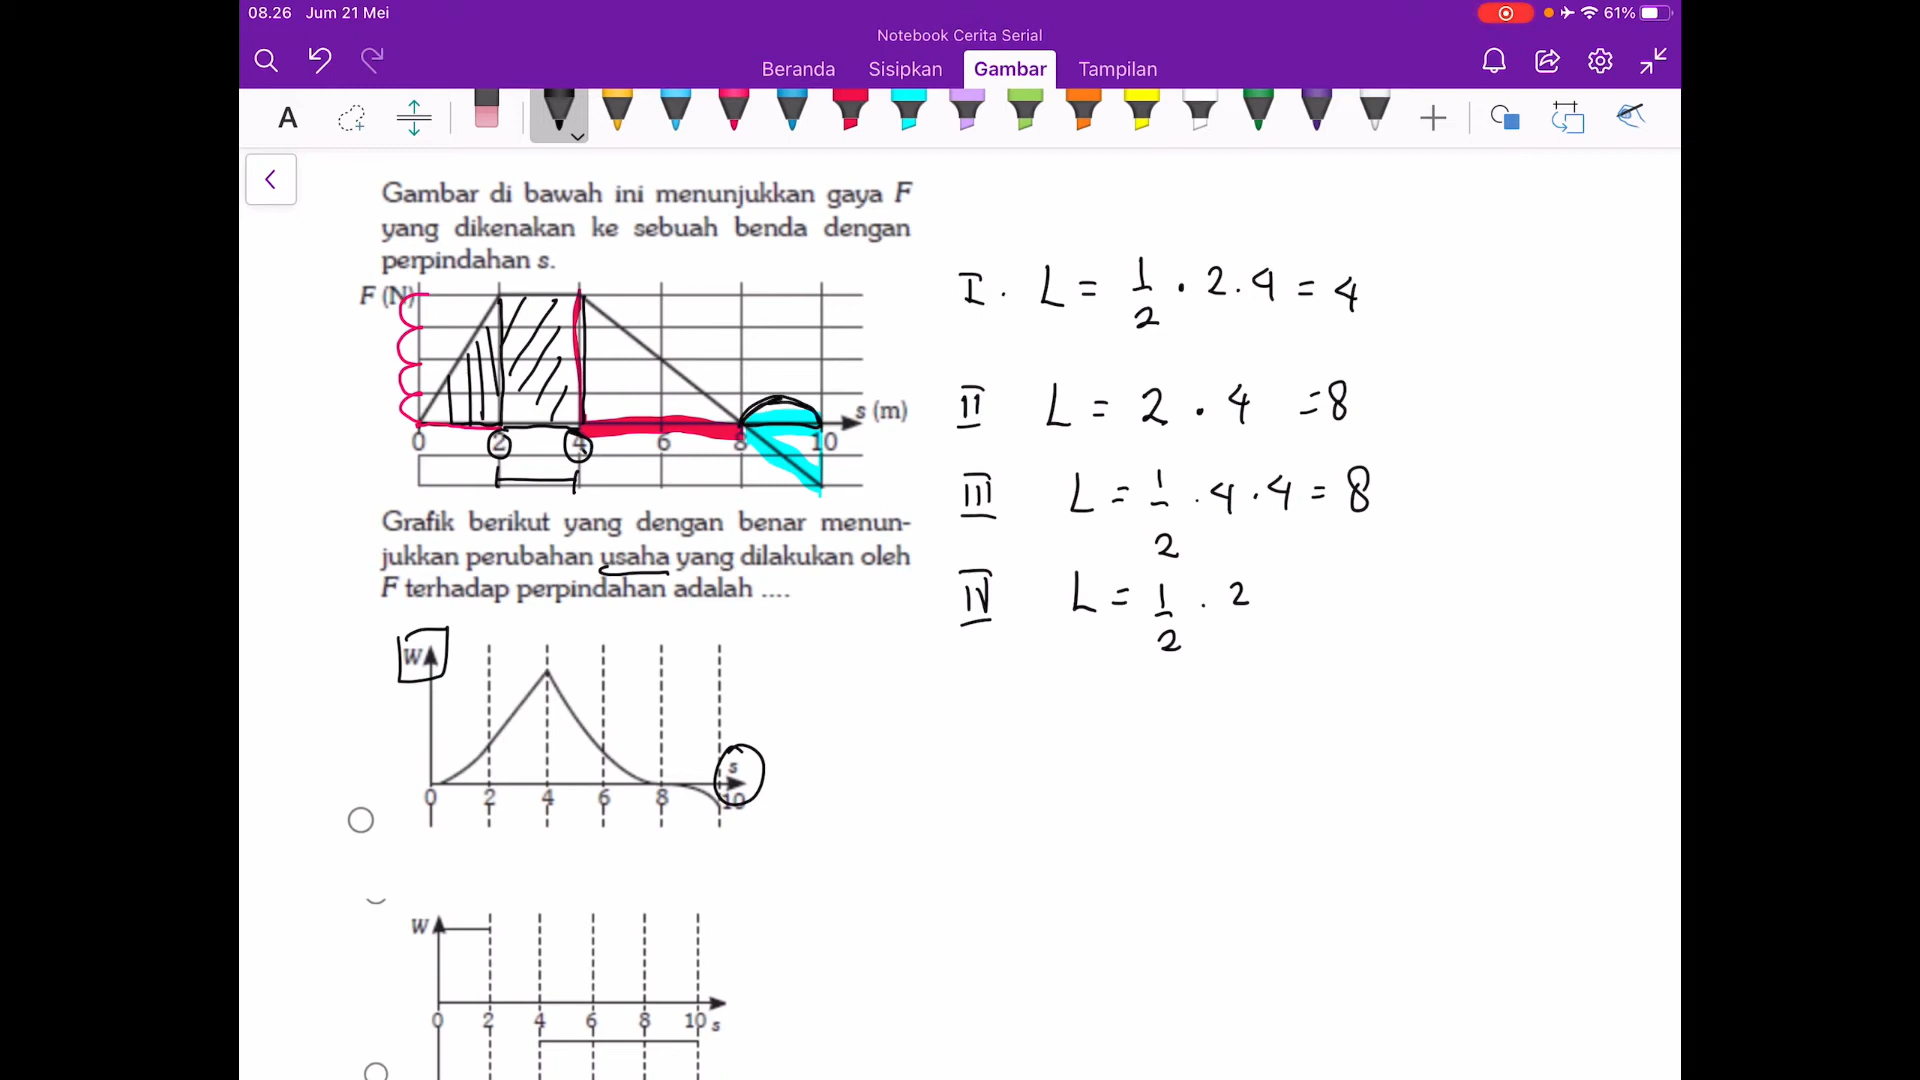 08.26 Jum 21 Mei
61%
Notebook Cerita Serial
Beranda Sisipkan Gambar Tampilan
A
Gambar di bawah ini menunjukkan gaya F
yang dikenakan ke sebuah benda dengan
perpindahan s.
F (N)
s (m)
0 2 4 6 8 10
Grafik berikut yang dengan benar menun-
jukkan perubahan usaha yang dilakukan oleh
F terhadap perpindahan adalah ....
W
s
0 2 4 6 8 10
W
0 2 4 6 8 10 s
I. L = 1/2 . 2 . 4 = 4
II L = 2 . 4 = 8
III L = 1/2 . 4 . 4 = 8
IV L = 1/2 . 2